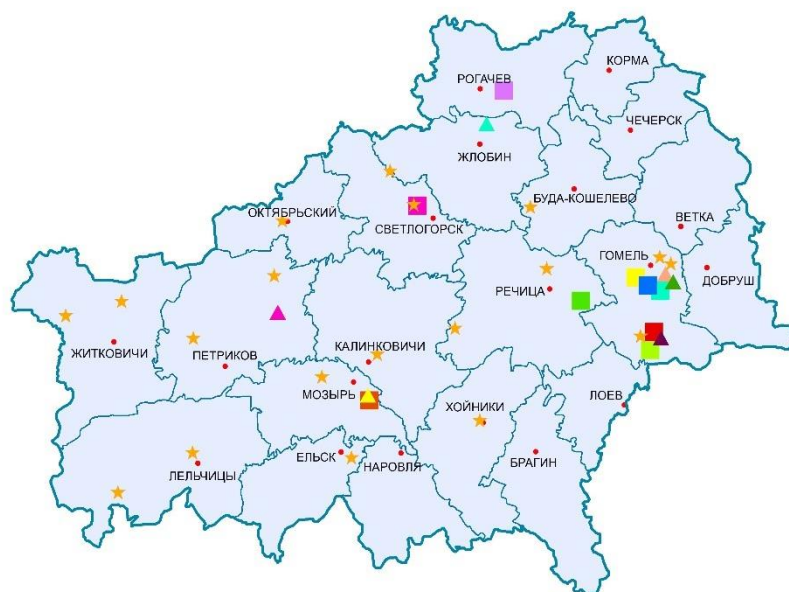 КОРМА
РОГАЧЕВ
ЧЕЧЕРСК
ЖЛОБИН
БУДА-КОШЕЛЕВО
ОКТЯБРЬСКИЙ
СВЕТЛОГОРСК
ВЕТКА
ГОМЕЛЬ
ДОБРУШ
РЕЧИЦА
КАЛИНКОВИЧИ
ЖИТКОВИЧИ
ПЕТРИКОВ
МОЗЫРЬ
ЛОЕВ
ХОЙНИКИ
ЕЛЬСК
НАРОВЛЯ
БРАГИН
ЛЕЛЬЧИЦЫ